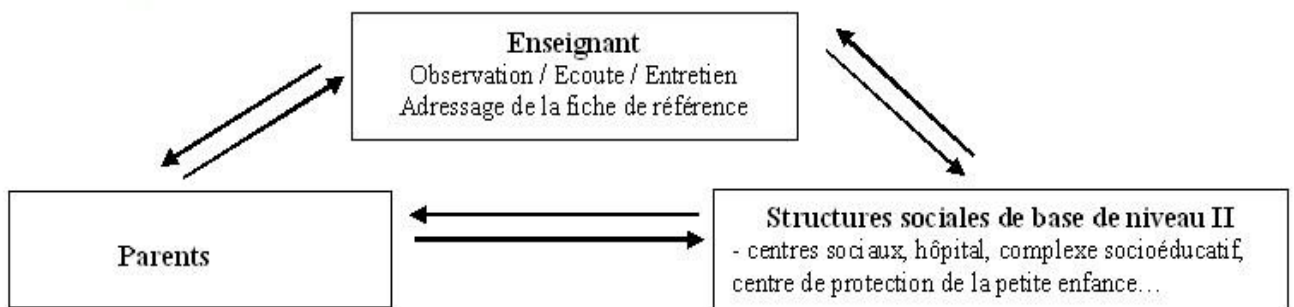 Enseignant
Observation / Ecoute / Entretien
Adressage de la fiche de référence
Parents
Structures sociales de base de niveau II
- centres sociaux, hôpital, complexe socioéducatif,
centre de protection de la petite enfance…